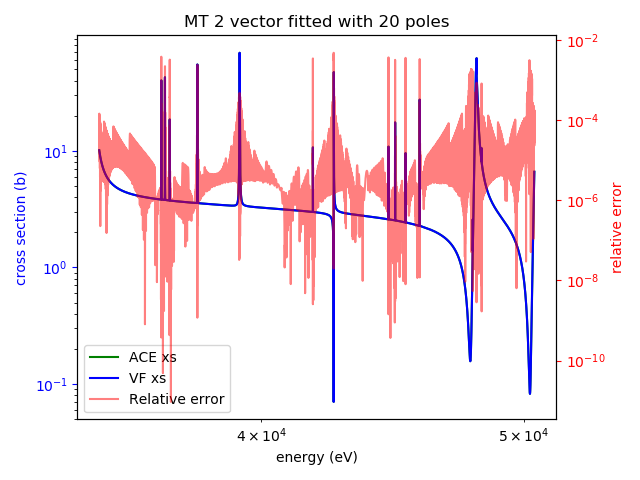 MT 2 vector fitted with 20 poles
10⁻²
10⁻⁴
10⁻⁶
10⁻⁸
10⁻¹⁰
relative error
10¹
10⁰
10⁻¹
cross section (b)
ACE xs
VF xs
Relative error
4 × 10⁴
5 × 10⁴
energy (eV)